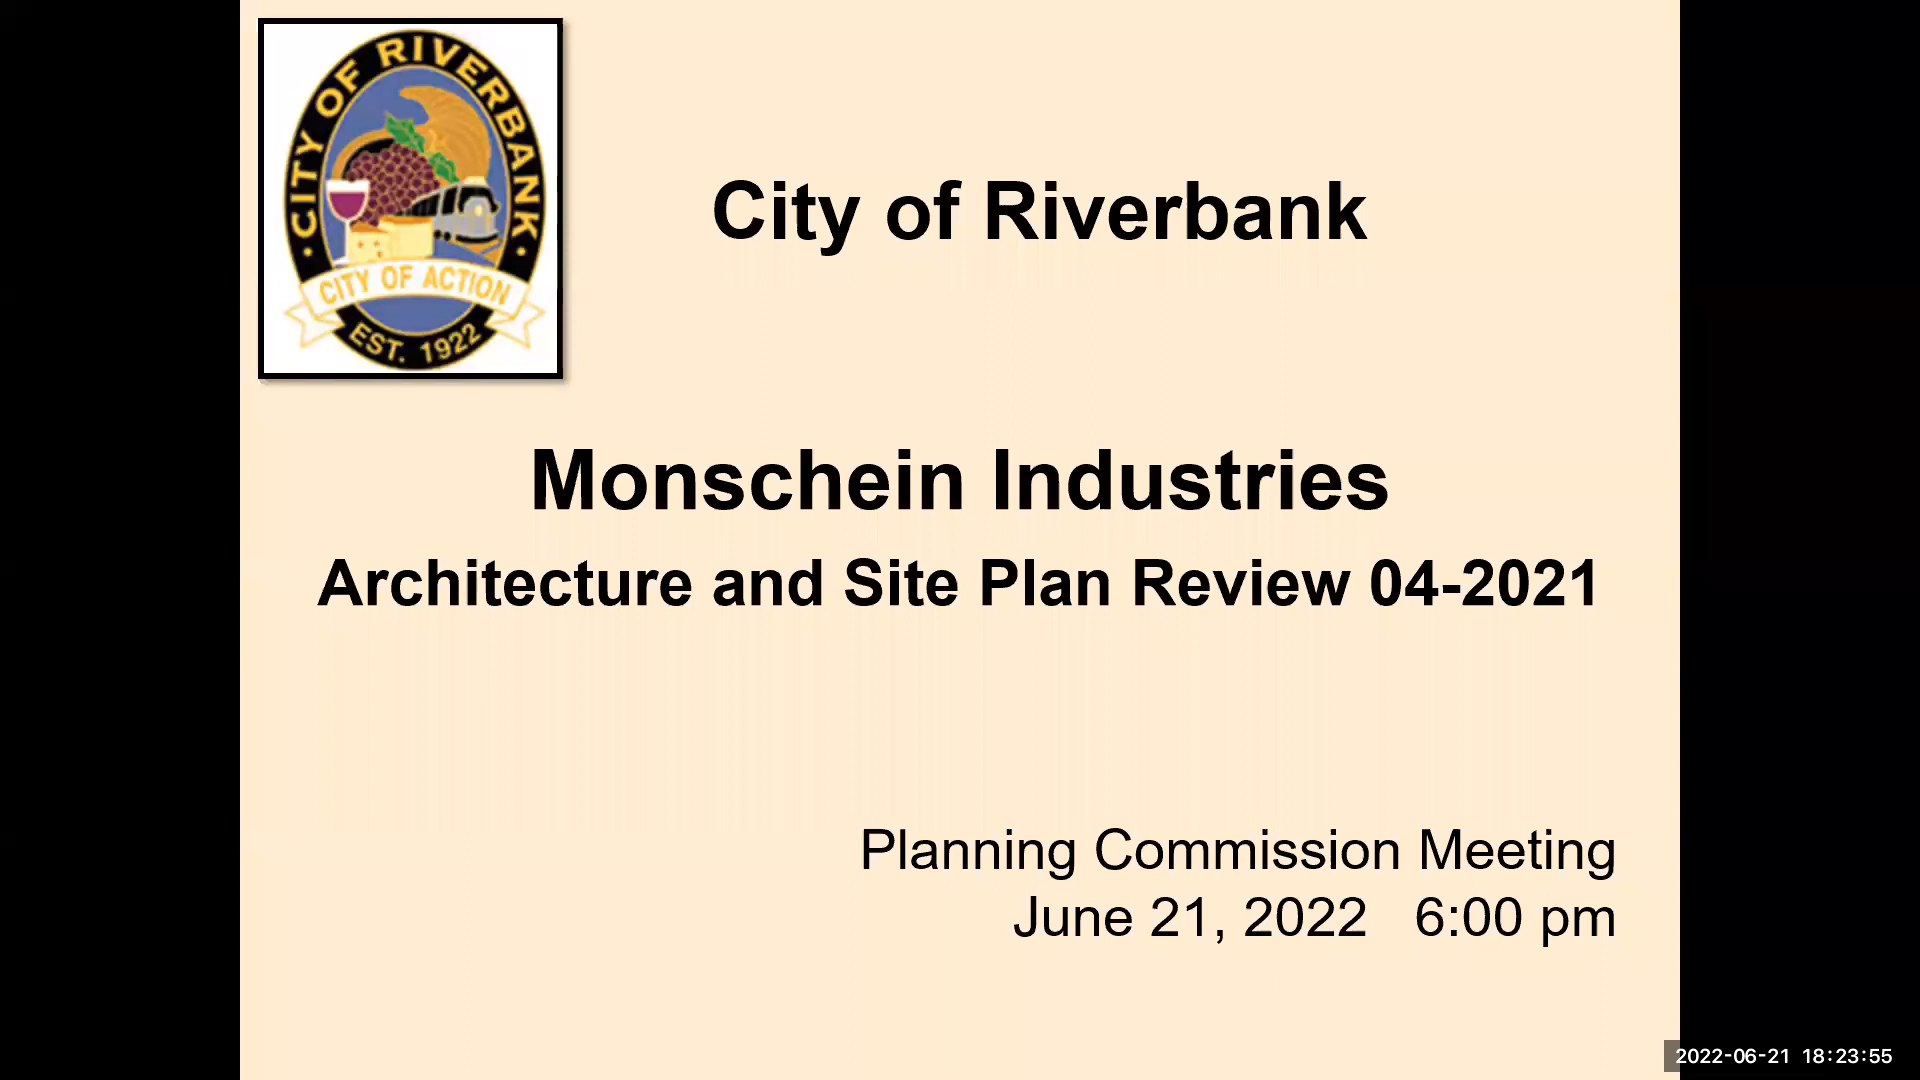 CITY OF RIVERBANK
CITY OF ACTION
EST. 1922
City of Riverbank
Monschein Industries
Architecture and Site Plan Review 04-2021
Planning Commission Meeting
June 21, 2022   6:00 pm
2022-06-21 18:23:55